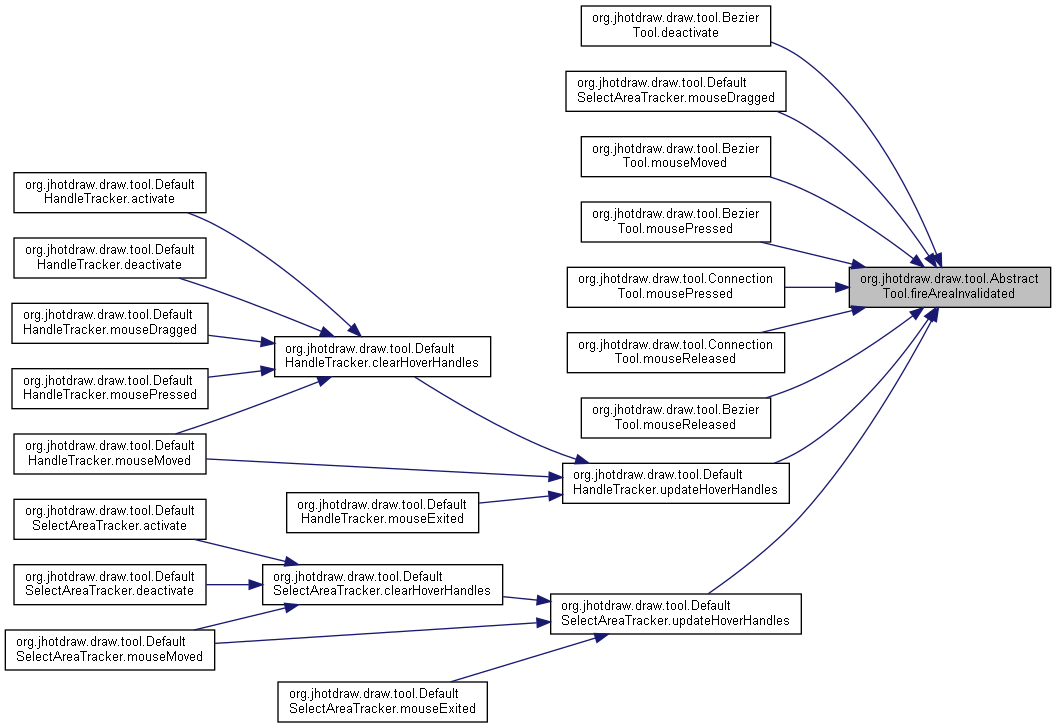 org.jhotdraw.draw.tool.Bezier
Tool.deactivate
org.jhotdraw.draw.tool.Default
SelectAreaTracker.mouseDragged
org.jhotdraw.draw.tool.Bezier
Tool.mouseMoved
org.jhotdraw.draw.tool.Bezier
Tool.mousePressed
org.jhotdraw.draw.tool.Connection
Tool.mousePressed
org.jhotdraw.draw.tool.Connection
Tool.mouseReleased
org.jhotdraw.draw.tool.Bezier
Tool.mouseReleased
org.jhotdraw.draw.tool.Abstract
Tool.fireAreaInvalidated
org.jhotdraw.draw.tool.Default
HandleTracker.activate
org.jhotdraw.draw.tool.Default
HandleTracker.deactivate
org.jhotdraw.draw.tool.Default
HandleTracker.mouseDragged
org.jhotdraw.draw.tool.Default
HandleTracker.mousePressed
org.jhotdraw.draw.tool.Default
HandleTracker.mouseMoved
org.jhotdraw.draw.tool.Default
HandleTracker.clearHoverHandles
org.jhotdraw.draw.tool.Default
HandleTracker.updateHoverHandles
org.jhotdraw.draw.tool.Default
HandleTracker.mouseExited
org.jhotdraw.draw.tool.Default
SelectAreaTracker.activate
org.jhotdraw.draw.tool.Default
SelectAreaTracker.deactivate
org.jhotdraw.draw.tool.Default
SelectAreaTracker.mouseMoved
org.jhotdraw.draw.tool.Default
SelectAreaTracker.clearHoverHandles
org.jhotdraw.draw.tool.Default
SelectAreaTracker.updateHoverHandles
org.jhotdraw.draw.tool.Default
SelectAreaTracker.mouseExited